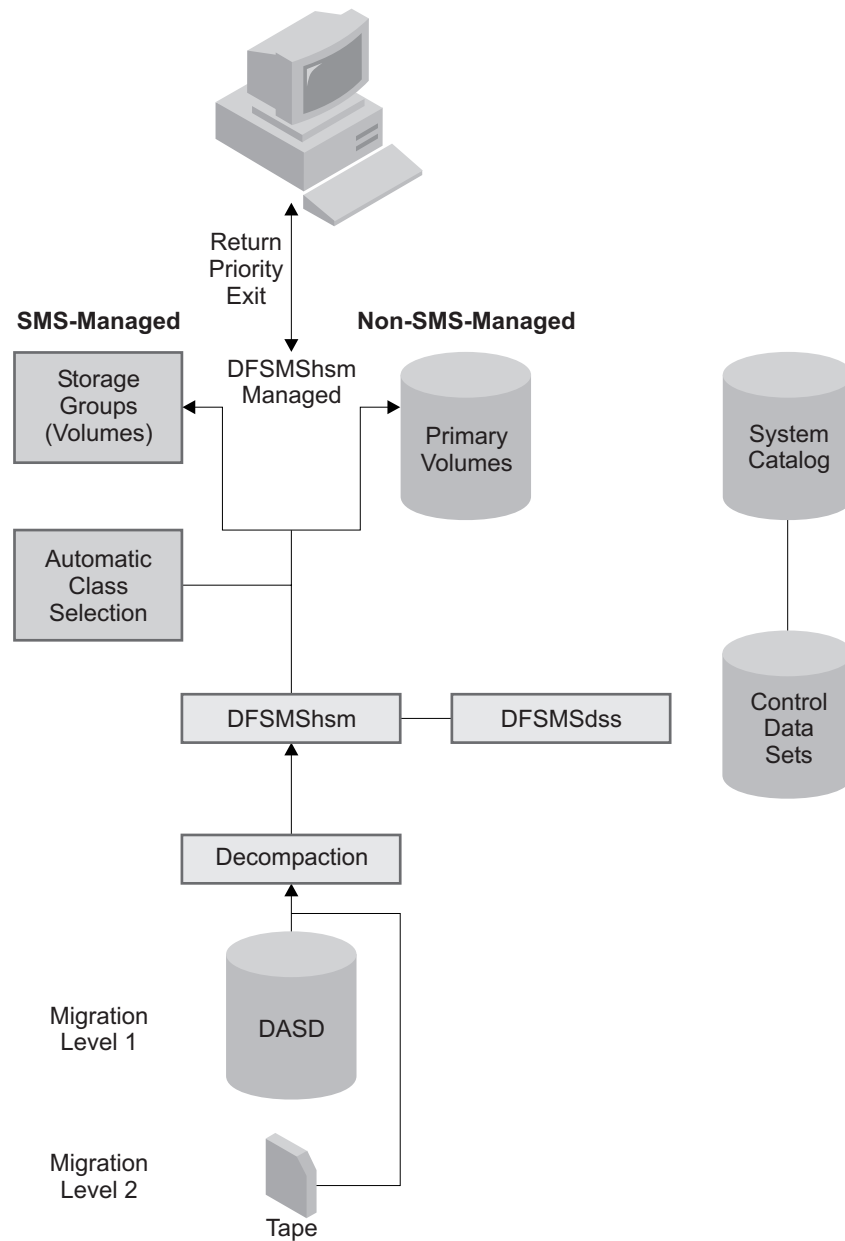 Return
Priority
Exit
SMS-Managed
Non-SMS-Managed
Storage
Groups
(Volumes)
DFSMShsm
Managed
Primary
Volumes
System
Catalog
Automatic
Class
Selection
DFSMShsm
DFSMSdss
Control
Data
Sets
Decompaction
Migration
Level 1
DASD
Migration
Level 2
Tape